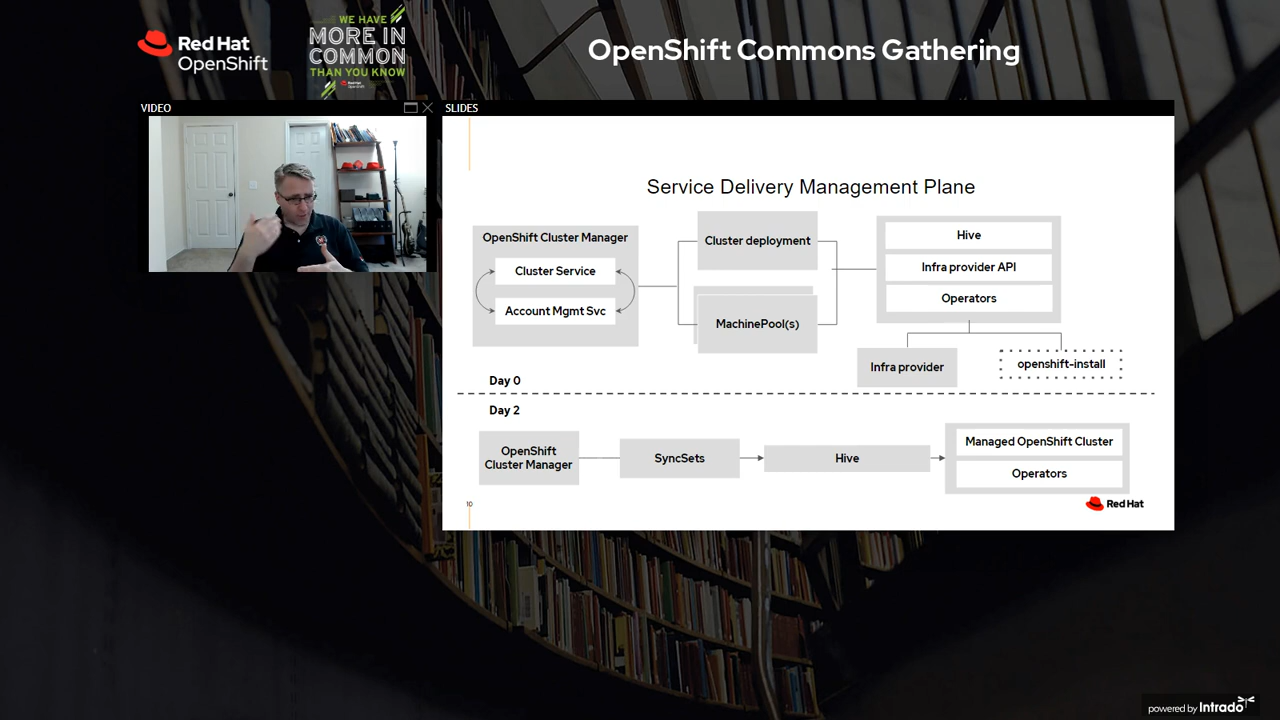 Red Hat
OpenShift
WE HAVE
MORE IN
COMMON
THAN YOU KNOW
Red Hat
OpenShift
OpenShift Commons Gathering
VIDEO
SLIDES
Service Delivery Management Plane
OpenShift Cluster Manager
Cluster Service
Account Mgmt Svc
Cluster deployment
MachinePool(s)
Hive
Infra provider API
Operators
Infra provider
openshift-install
Day 0
Day 2
OpenShift
Cluster Manager
SyncSets
Hive
Managed OpenShift Cluster
Operators
10
Red Hat
powered by Intrado